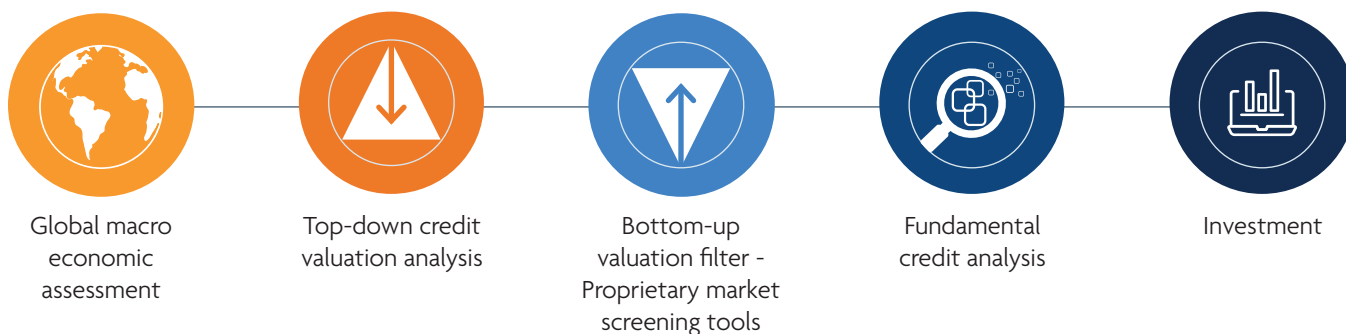 Global macro
economic
assessment
Top-down credit
valuation analysis
Bottom-up
valuation filter -
Proprietary market
screening tools
Fundamental
credit analysis
Investment